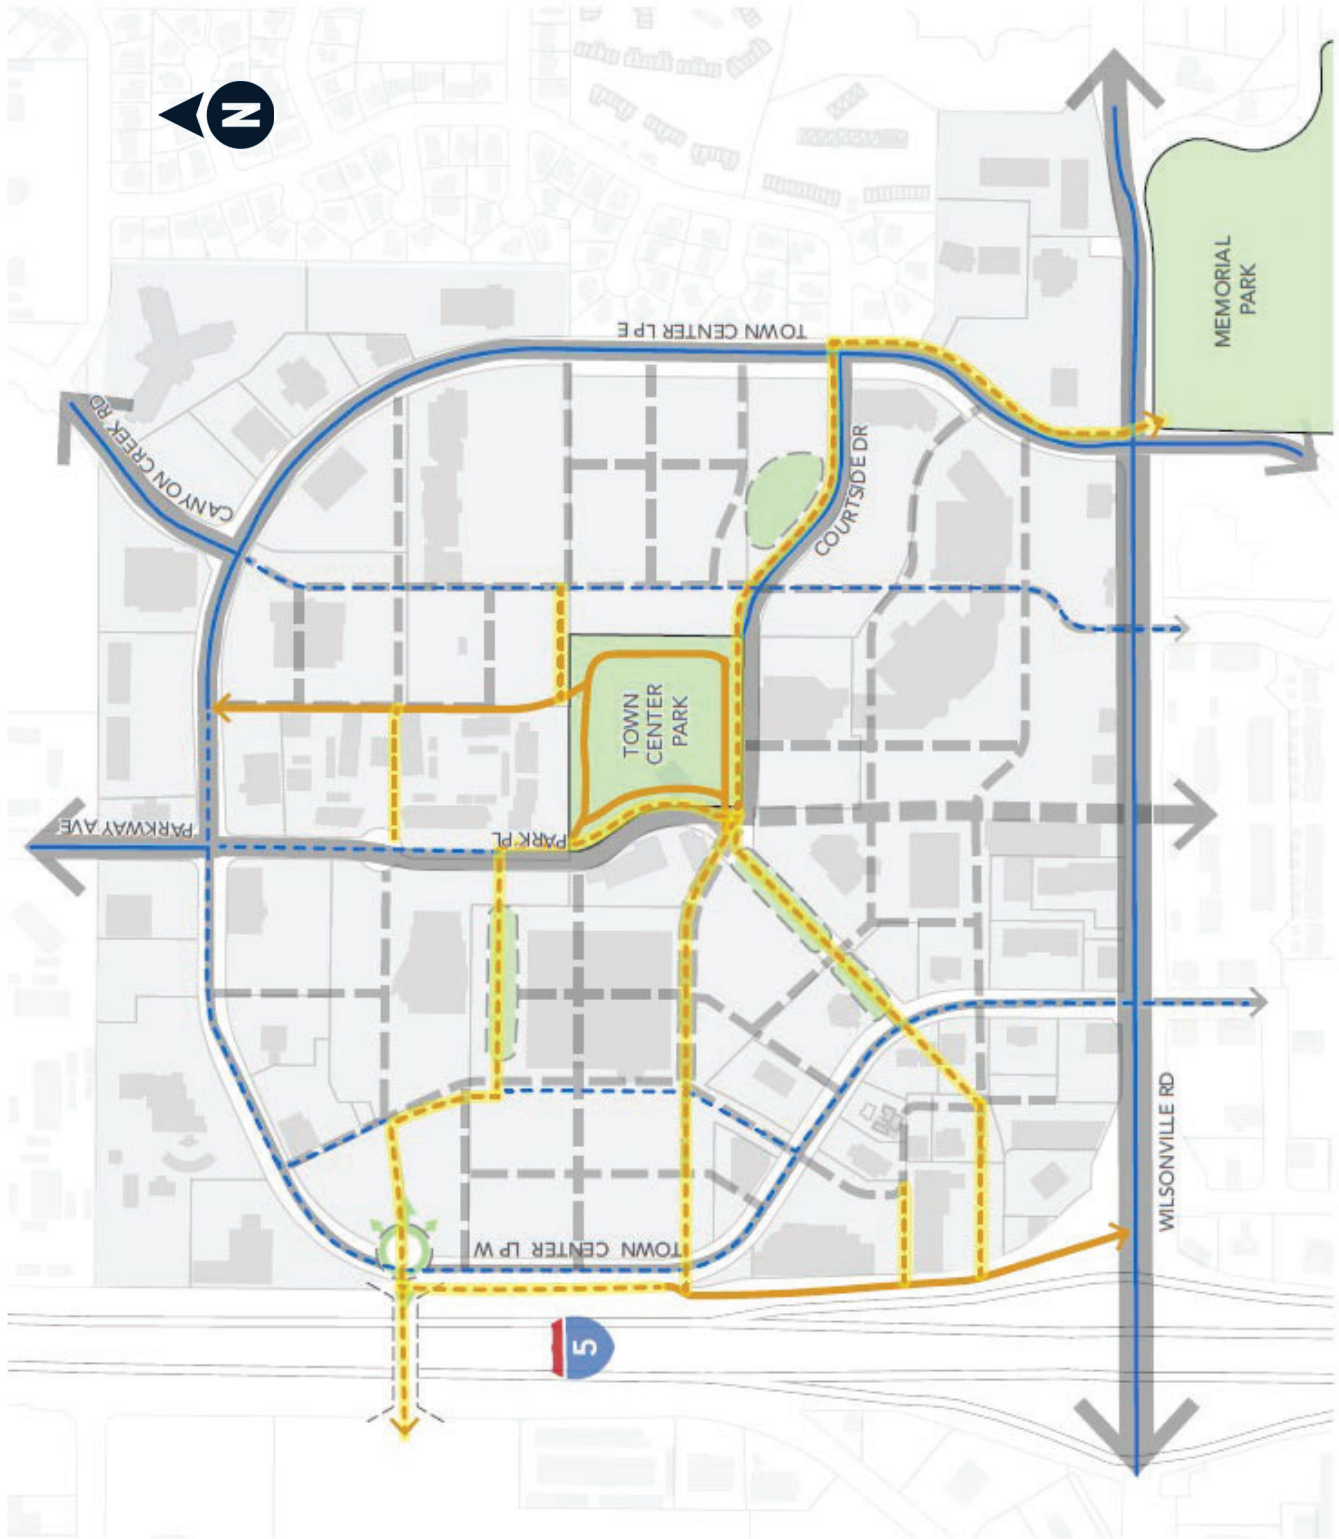 N
CANYON CREEK RD
TOWN CENTER LP E
PARKWAY AVE
PARK PL
TOWN
CENTER
PARK
COURTSIDE DR
MEMORIAL
PARK
TOWN CENTER LP W
WILSONVILLE RD
5